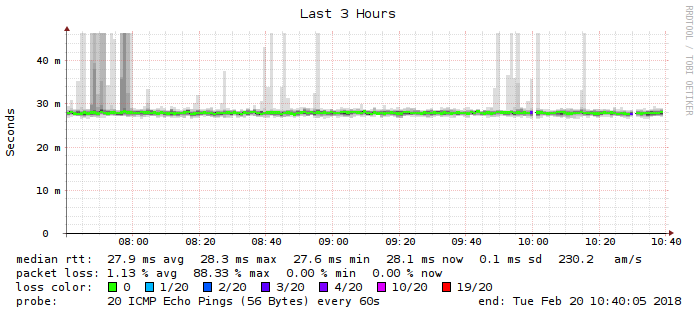 Last 3 Hours
RRDTOOL / TOBI OETIKER
Seconds
40 m
30 m
20 m
10 m
0
08:00 08:20 08:40 09:00 09:20 09:40 10:00 10:20 10:40
median rtt: 27.9 ms avg 28.3 ms max 27.6 ms min 28.1 ms now 0.1 ms sd 230.2 am/s
packet loss: 1.13 % avg 88.33 % max 0.00 % min 0.00 % now
loss color: 0 1/20 2/20 3/20 4/20 10/20 19/20
probe: 20 ICMP Echo Pings (56 Bytes) every 60s end: Tue Feb 20 10:40:05 2018